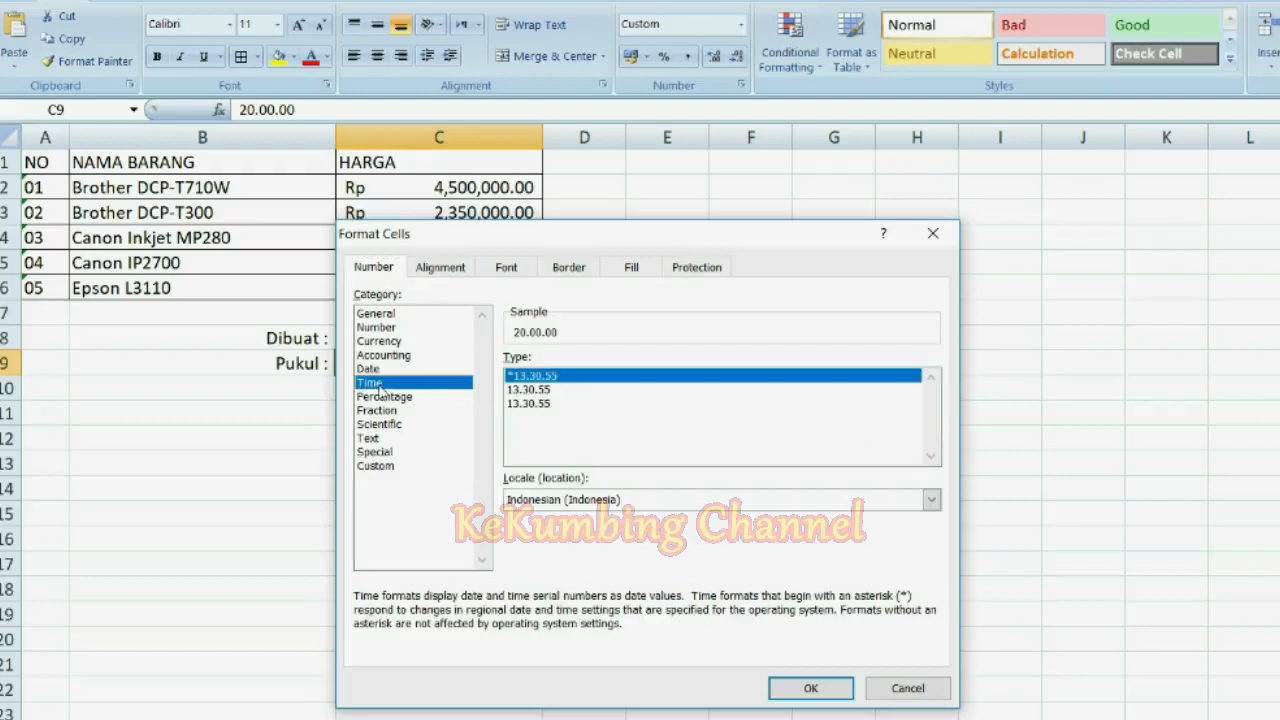 Cut
Calibri 11 A A Wrap Text Custom Normal Bad Good
Copy
Paste Format Painter B I U A Merge & Center % , Conditional Formatting Format as Table Neutral Calculation Check Cell
Clipboard Font Alignment Number Styles
C9 fx 20.00.00
A B C D E F G H I J K L
1 NO NAMA BARANG HARGA
2 01 Brother DCP-T710W Rp 4,500,000.00
3 02 Brother DCP-T300 Rp 2,350,000.00
4 03 Canon Inkjet MP280
5 04 Canon IP2700
6 05 Epson L3110
7
8 Dibuat :
9 Pukul :
10
11
12
13
14
15
16
17
18
19
20
21
22
23
Format Cells ?
Number Alignment Font Border Fill Protection
Category:
General
Number
Currency
Accounting
Date
Time
Percentage
Fraction
Scientific
Text
Special
Custom
Sample
20.00.00
Type:
*13.30.55
13.30.55
13.30.55
Locale (location):
Indonesian (Indonesia)
KeKumbing Channel
Time formats display date and time serial numbers as date values. Time formats that begin with an asterisk (*)
respond to changes in regional date and time settings that are specified for the operating system. Formats without an
asterisk are not affected by operating system settings.
OK Cancel